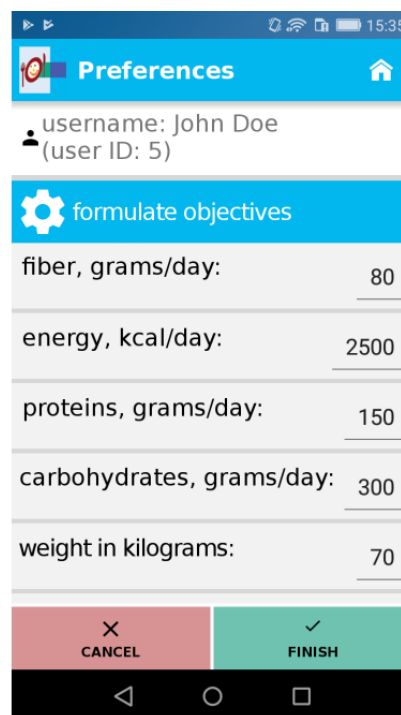 15:35
Preferences
username: John Doe
(user ID: 5)
formulate objectives
fiber, grams/day:
80
energy, kcal/day:
2500
proteins, grams/day:
150
carbohydrates, grams/day:
300
weight in kilograms:
70
CANCEL
FINISH